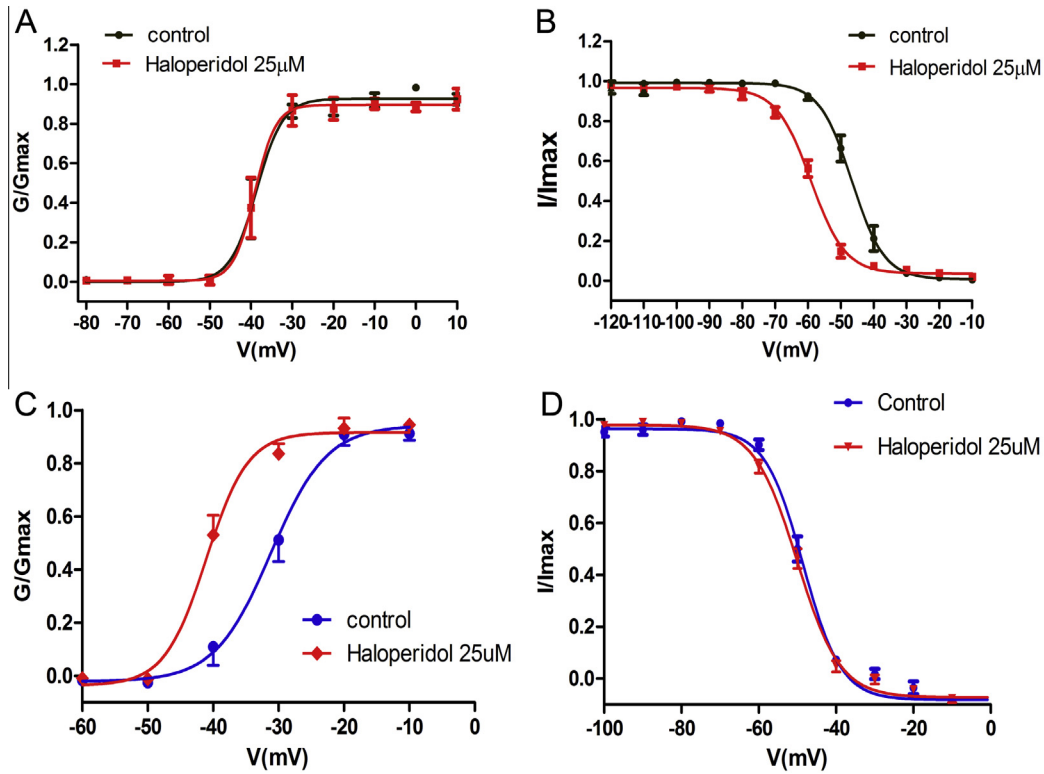 A
control
Haloperidol 25μM
1.2
1.0
0.8
0.6
0.4
0.2
0.0
G/Gmax
-80 -70 -60 -50 -40 -30 -20 -10 0 10
V(mV)
B
control
Haloperidol 25μM
1.2
1.0
0.8
0.6
0.4
0.2
0.0
I/Imax
-120 -110 -100 -90 -80 -70 -60 -50 -40 -30 -20 -10
V(mV)
C
1.0
0.8
0.6
0.4
0.2
0.0
G/Gmax
control
Haloperidol 25uM
-60 -50 -40 -30 -20 -10 0
V(mV)
D
Control
Haloperidol 25uM
1.0
0.8
0.6
0.4
0.2
0.0
I/Imax
-100 -80 -60 -40 -20 0
V(mV)